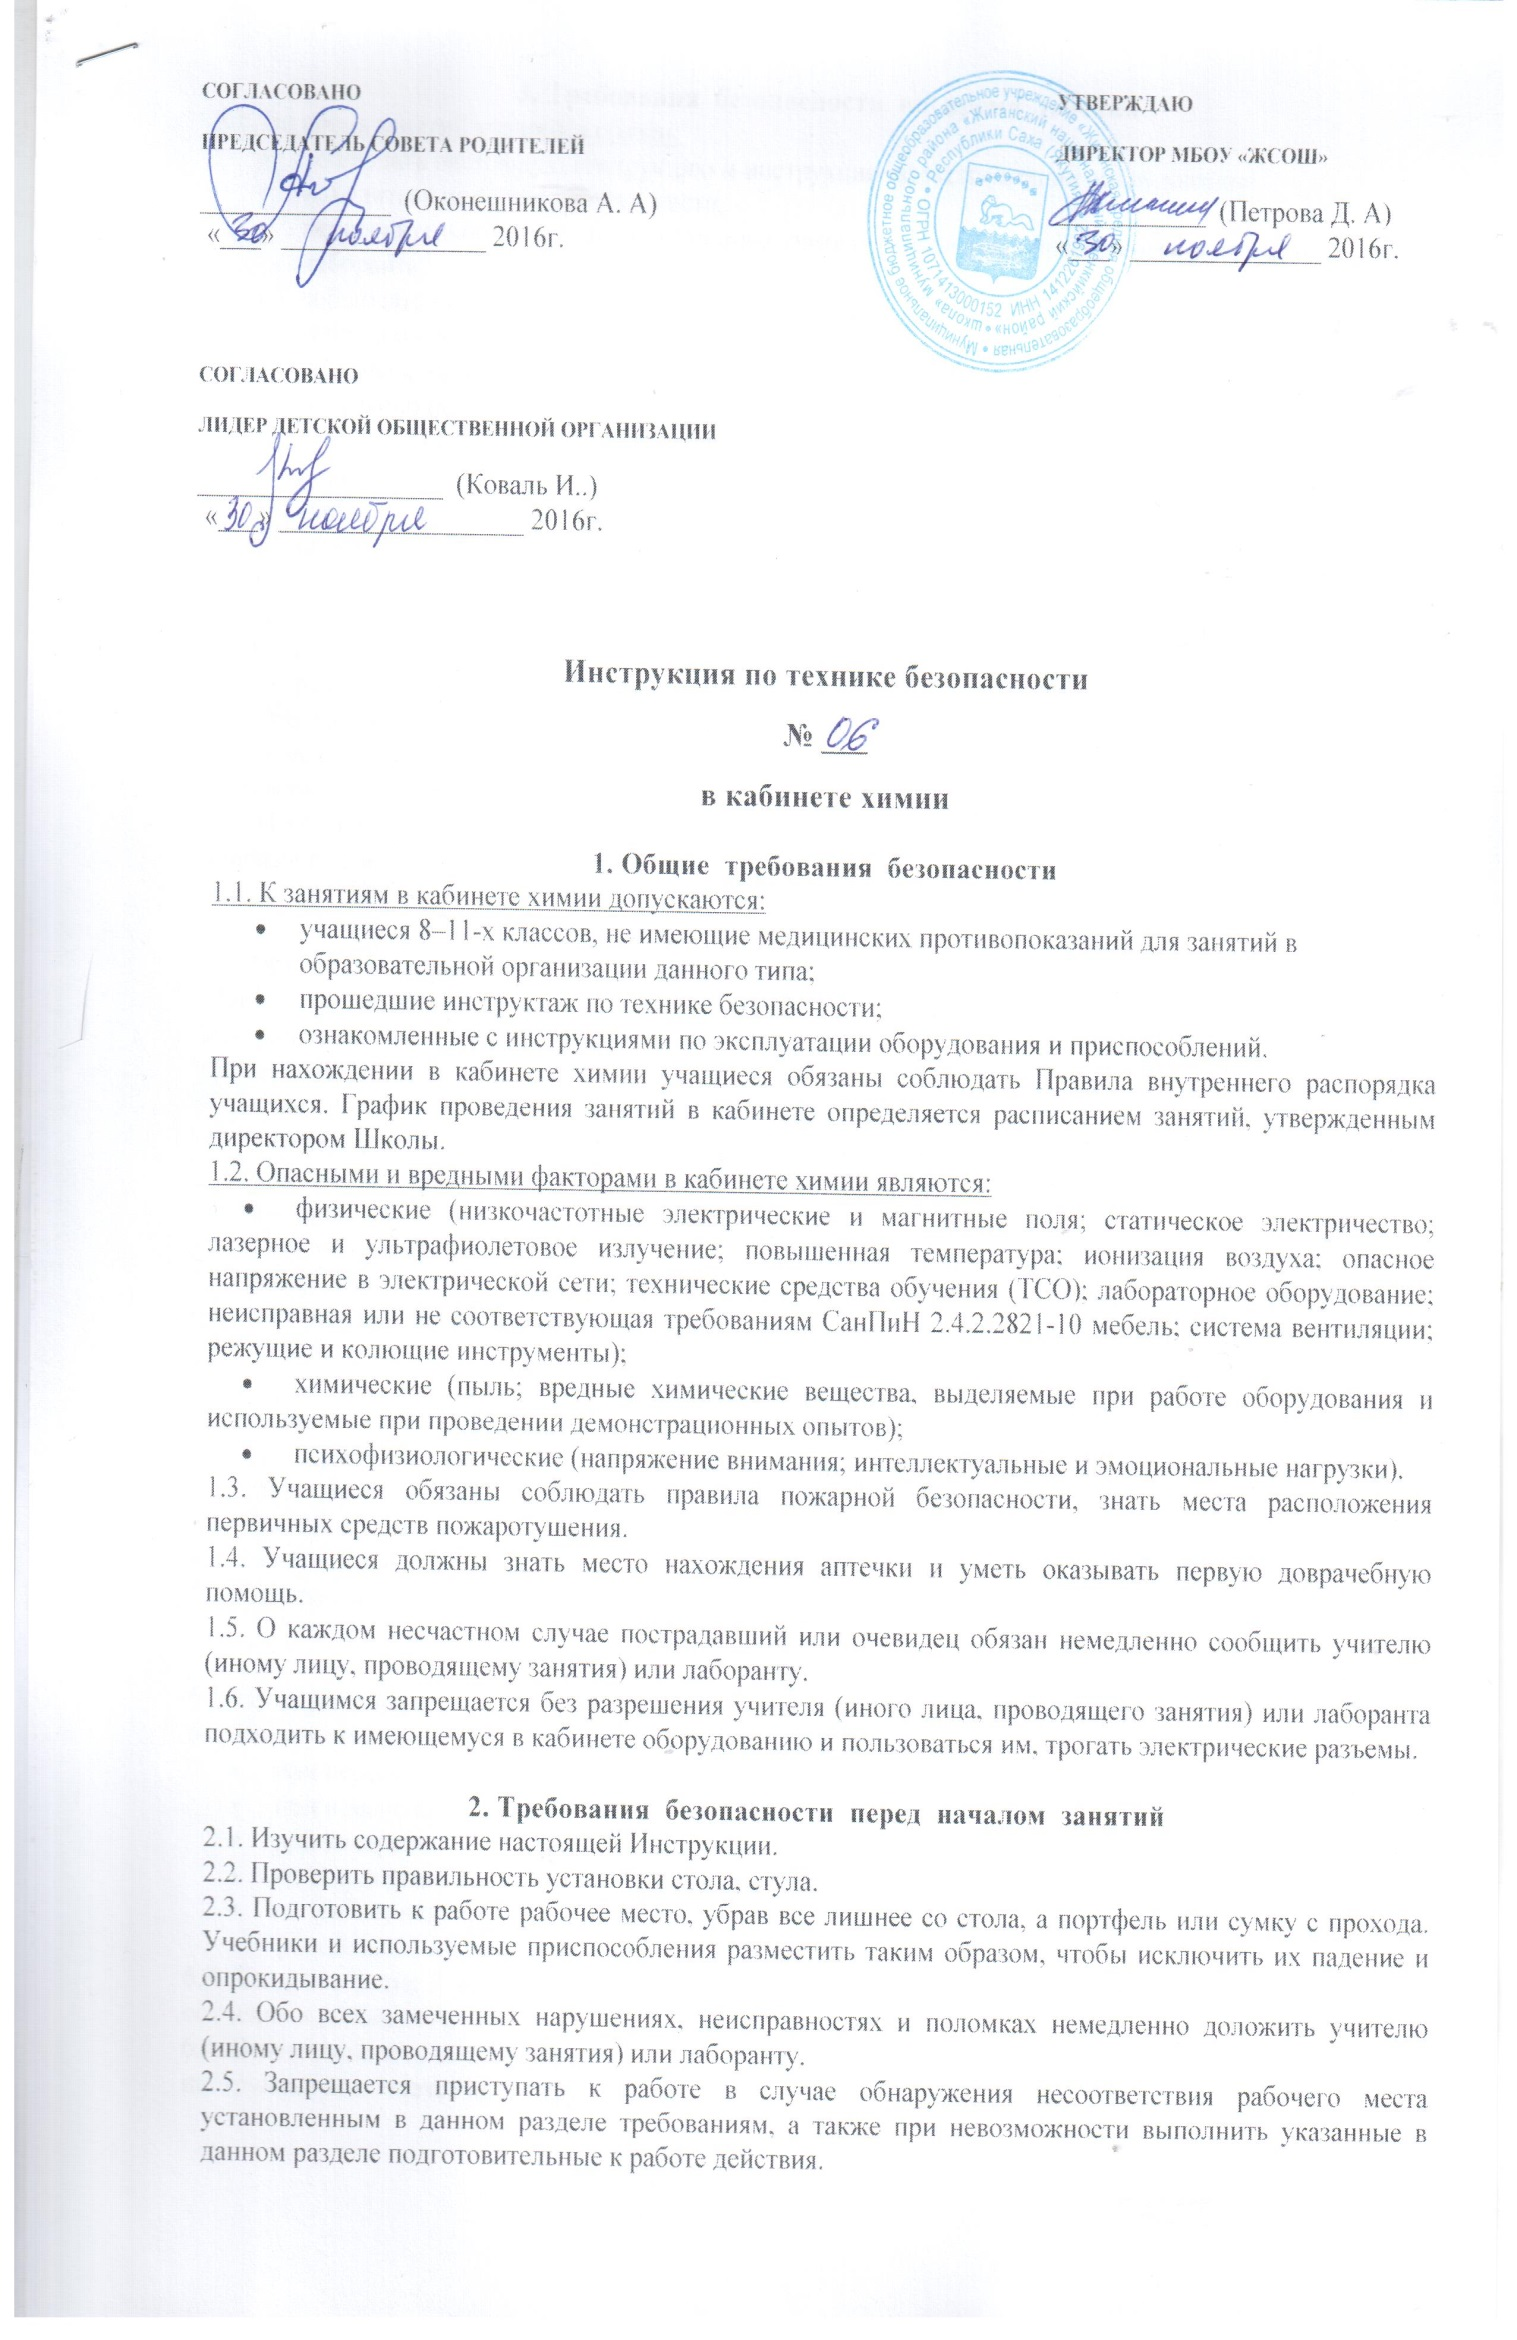 СОГЛАСОВАНО
ПРЕДСЕДАТЕЛЬ СОВЕТА РОДИТЕЛЕЙ
(Оконешникова А. А)
«30» ноября 2016г.
УТВЕРЖДАЮ
ДИРЕКТОР МБОУ «ЖСОШ»
(Петрова Д. А)
«30» ноября 2016г.
СОГЛАСОВАНО
ЛИДЕР ДЕТСКОЙ ОБЩЕСТВЕННОЙ ОРГАНИЗАЦИИ
(Коваль И..)
«30» ноября 2016г.
Инструкция по технике безопасности
№ 06
в кабинете химии
1. Общие требования безопасности
1.1. К занятиям в кабинете химии допускаются:
• учащиеся 8–11-х классов, не имеющие медицинских противопоказаний для занятий в
образовательной организации данного типа;
• прошедшие инструктаж по технике безопасности;
• ознакомленные с инструкциями по эксплуатации оборудования и приспособлений.
При нахождении в кабинете химии учащиеся обязаны соблюдать Правила внутреннего распорядка
учащихся. График проведения занятий в кабинете определяется расписанием занятий, утвержденным
директором Школы.
1.2. Опасными и вредными факторами в кабинете химии являются:
• физические (низкочастотные электрические и магнитные поля; статическое электричество;
лазерное и ультрафиолетовое излучение; повышенная температура; ионизация воздуха; опасное
напряжение в электрической сети; технические средства обучения (ТСО); лабораторное оборудование;
неисправная или не соответствующая требованиям СанПиН 2.4.2.2821-10 мебель; система вентиляции;
режущие и колющие инструменты);
• химические (пыль; вредные химические вещества, выделяемые при работе оборудования и
используемые при проведении демонстрационных опытов);
• психофизиологические (напряжение внимания; интеллектуальные и эмоциональные нагрузки).
1.3. Учащиеся обязаны соблюдать правила пожарной безопасности, знать места расположения
первичных средств пожаротушения.
1.4. Учащиеся должны знать место нахождения аптечки и уметь оказывать первую доврачебную
помощь.
1.5. О каждом несчастном случае пострадавший или очевидец обязан немедленно сообщить учителю
(иному лицу, проводящему занятия) или лаборанту.
1.6. Учащимся запрещается без разрешения учителя (иного лица, проводящего занятия) или лаборанта
подходить к имеющемуся в кабинете оборудованию и пользоваться им, трогать электрические разъемы.
2. Требования безопасности перед началом занятий
2.1. Изучить содержание настоящей Инструкции.
2.2. Проверить правильность установки стола, стула.
2.3. Подготовить к работе рабочее место, убрав все лишнее со стола, а портфель или сумку с прохода.
Учебники и используемые приспособления разместить таким образом, чтобы исключить их падение и
опрокидывание.
2.4. Обо всех замеченных нарушениях, неисправностях и поломках немедленно доложить учителю
(иному лицу, проводящему занятия) или лаборанту.
2.5. Запрещается приступать к работе в случае обнаружения несоответствия рабочего места
установленным в данном разделе требованиям, а также при невозможности выполнить указанные в
данном разделе подготовительные к работе действия.